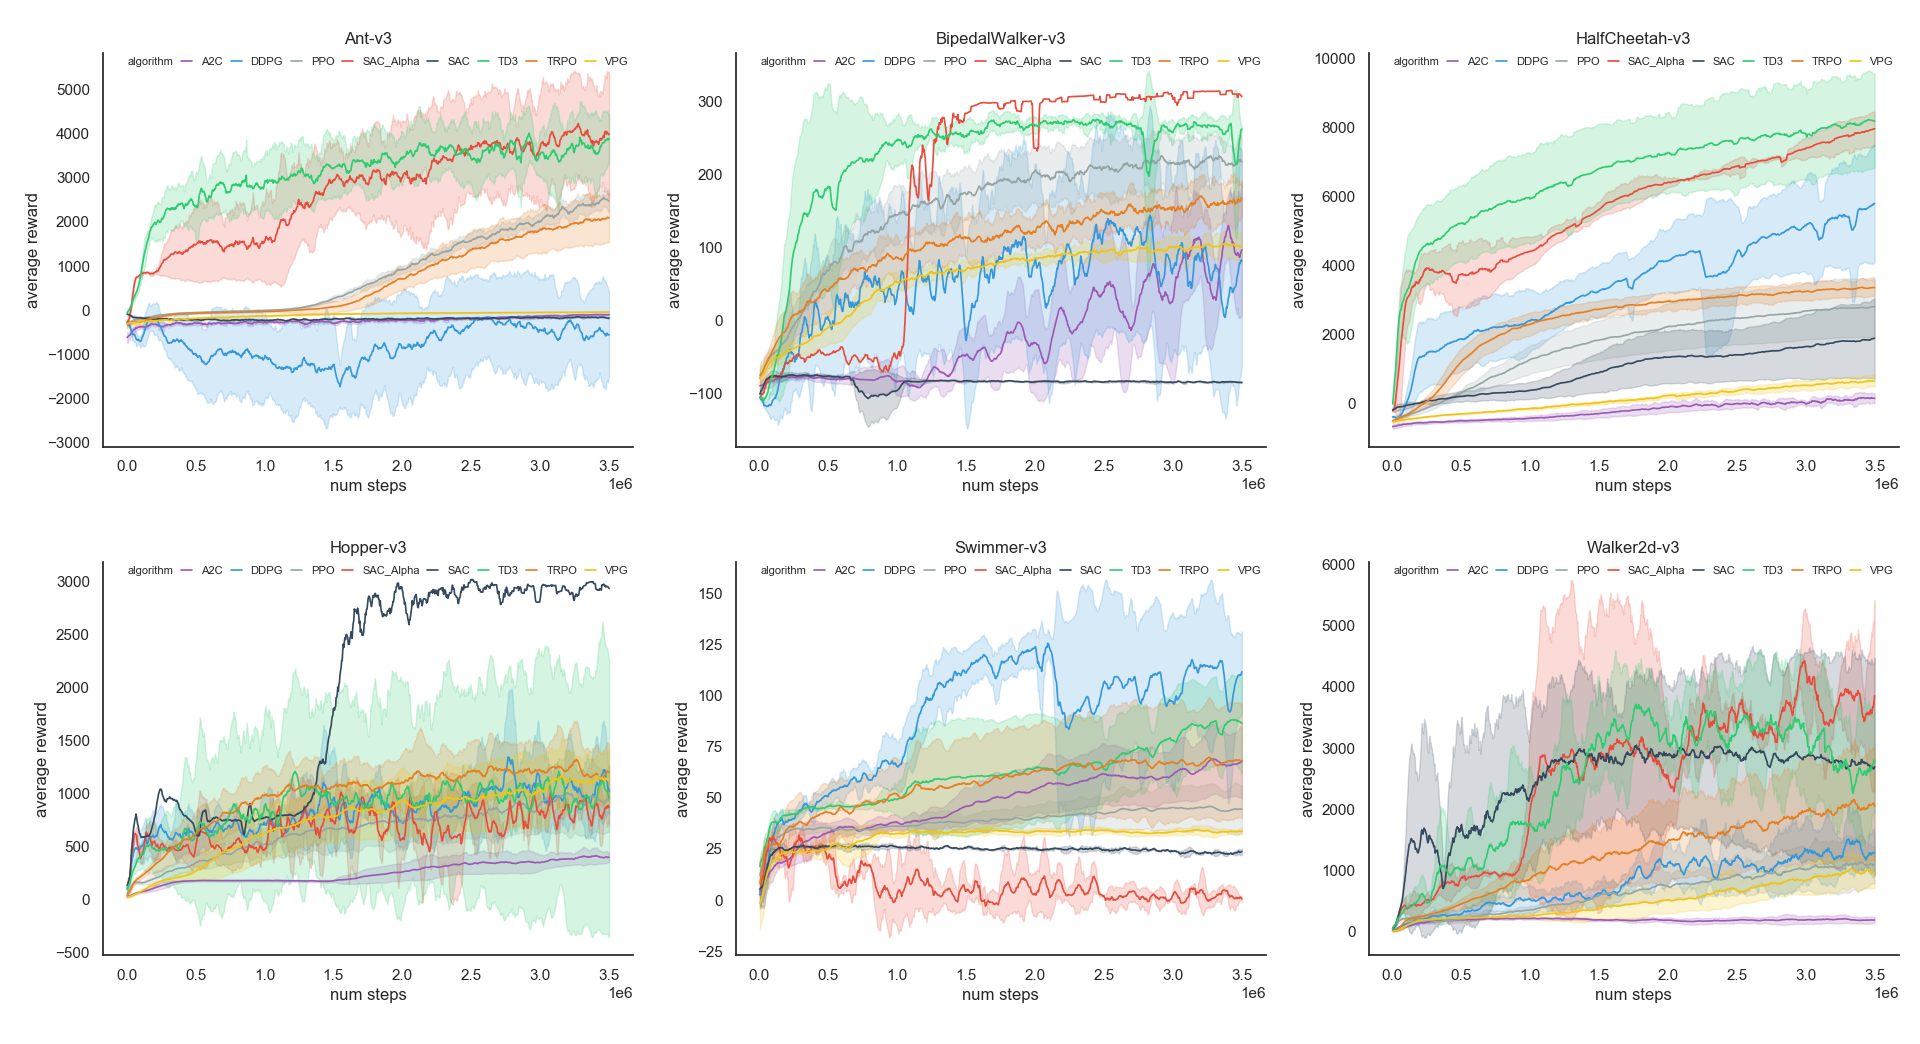 Ant-v3
algorithm A2C DDPG PPO SAC_Alpha SAC TD3 TRPO VPG
5000
4000
3000
2000
1000
0
−1000
−2000
−3000
average reward
0.0 0.5 1.0 1.5 2.0 2.5 3.0 3.5
1e6
num steps
BipedalWalker-v3
algorithm A2C DDPG PPO SAC_Alpha SAC TD3 TRPO VPG
300
200
100
0
−100
average reward
0.0 0.5 1.0 1.5 2.0 2.5 3.0 3.5
1e6
num steps
HalfCheetah-v3
algorithm A2C DDPG PPO SAC_Alpha SAC TD3 TRPO VPG
10000
8000
6000
4000
2000
0
average reward
0.0 0.5 1.0 1.5 2.0 2.5 3.0 3.5
1e6
num steps
Hopper-v3
algorithm A2C DDPG PPO SAC_Alpha SAC TD3 TRPO VPG
3000
2500
2000
1500
1000
500
0
−500
average reward
0.0 0.5 1.0 1.5 2.0 2.5 3.0 3.5
1e6
num steps
Swimmer-v3
algorithm A2C DDPG PPO SAC_Alpha SAC TD3 TRPO VPG
150
125
100
75
50
25
0
−25
average reward
0.0 0.5 1.0 1.5 2.0 2.5 3.0 3.5
1e6
num steps
Walker2d-v3
algorithm A2C DDPG PPO SAC_Alpha SAC TD3 TRPO VPG
6000
5000
4000
3000
2000
1000
0
average reward
0.0 0.5 1.0 1.5 2.0 2.5 3.0 3.5
1e6
num steps